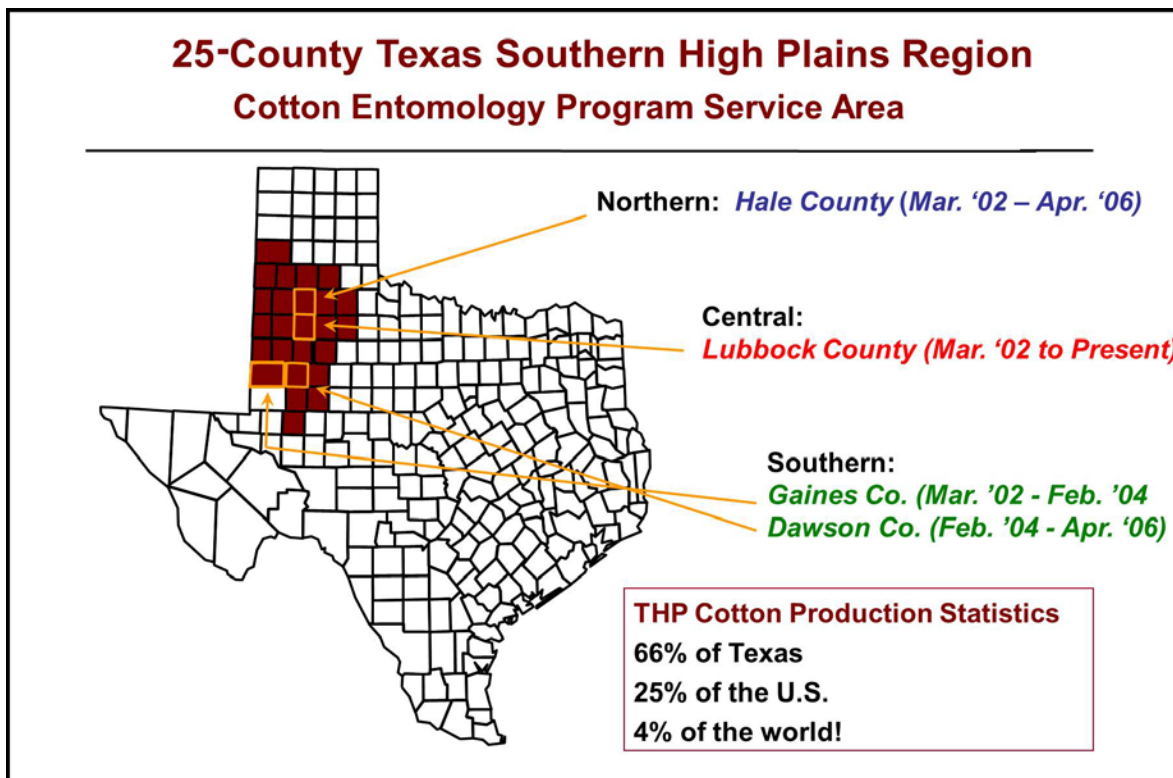 25-County Texas Southern High Plains Region
Cotton Entomology Program Service Area
Northern: Hale County (Mar. ‘02 – Apr. ‘06)
Central:
Lubbock County (Mar. ‘02 to Present)
Southern:
Gaines Co. (Mar. ’02 - Feb. ’04
Dawson Co. (Feb. ’04 - Apr. ’06)
THP Cotton Production Statistics
66% of Texas
25% of the U.S.
4% of the world!